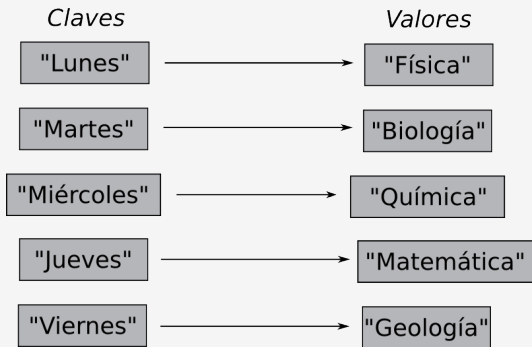 Claves Valores
"Lunes" "Física"
"Martes" "Biología"
"Miércoles" "Química"
"Jueves" "Matemática"
"Viernes" "Geología"